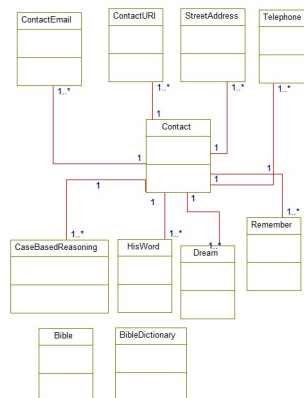 ContactEmail
ContactURI
StreetAddress
Telephone
1..*
1..*
1..*
1..*
1
Contact
1
1
1
1
1
1
1
1
1..*
1..*
1..*
1..*
CaseBasedReasoning
HisWord
Dream
Remember
Bible
BibleDictionary